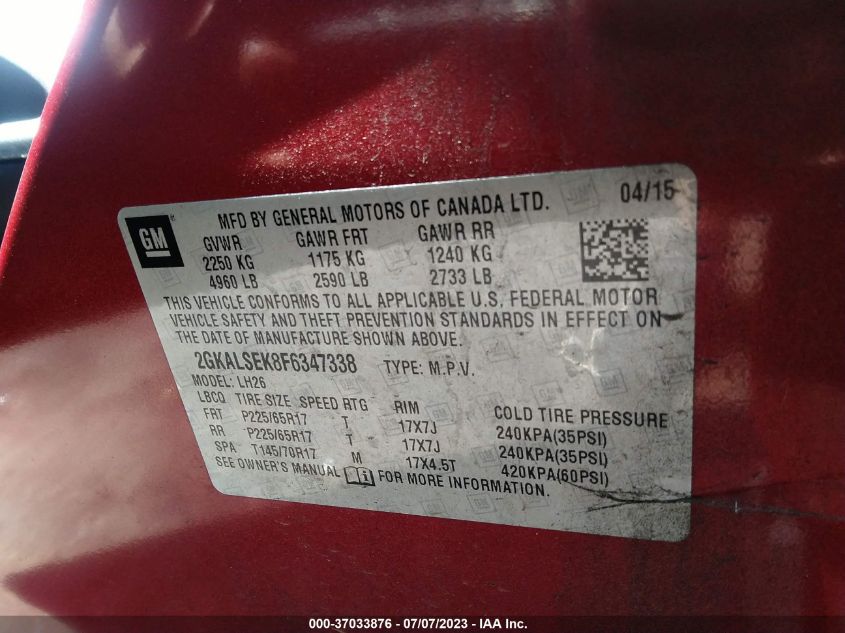 GM
MFD BY GENERAL MOTORS OF CANADA LTD. 04/15
GVWR GAWR FRT GAWR RR
2250 KG 1175 KG 1240 KG
4960 LB 2590 LB 2733 LB
THIS VEHICLE CONFORMS TO ALL APPLICABLE U.S. FEDERAL MOTOR
VEHICLE SAFETY AND THEFT PREVENTION STANDARDS IN EFFECT ON
THE DATE OF MANUFACTURE SHOWN ABOVE.
2GKALSEK8F6347338 TYPE: M.P.V.
MODEL: LH26
LBCO TIRE SIZE SPEED RTG RIM COLD TIRE PRESSURE
FRT P225/65R17 T 17X7J 240KPA(35PSI)
RR P225/65R17 T 17X7J 240KPA(35PSI)
SPA T145/70R17 M 17X4.5T 420KPA(60PSI)
SEE OWNER'S MANUAL FOR MORE INFORMATION.
000-37033876 / 07/07/2023 - IAA Inc.